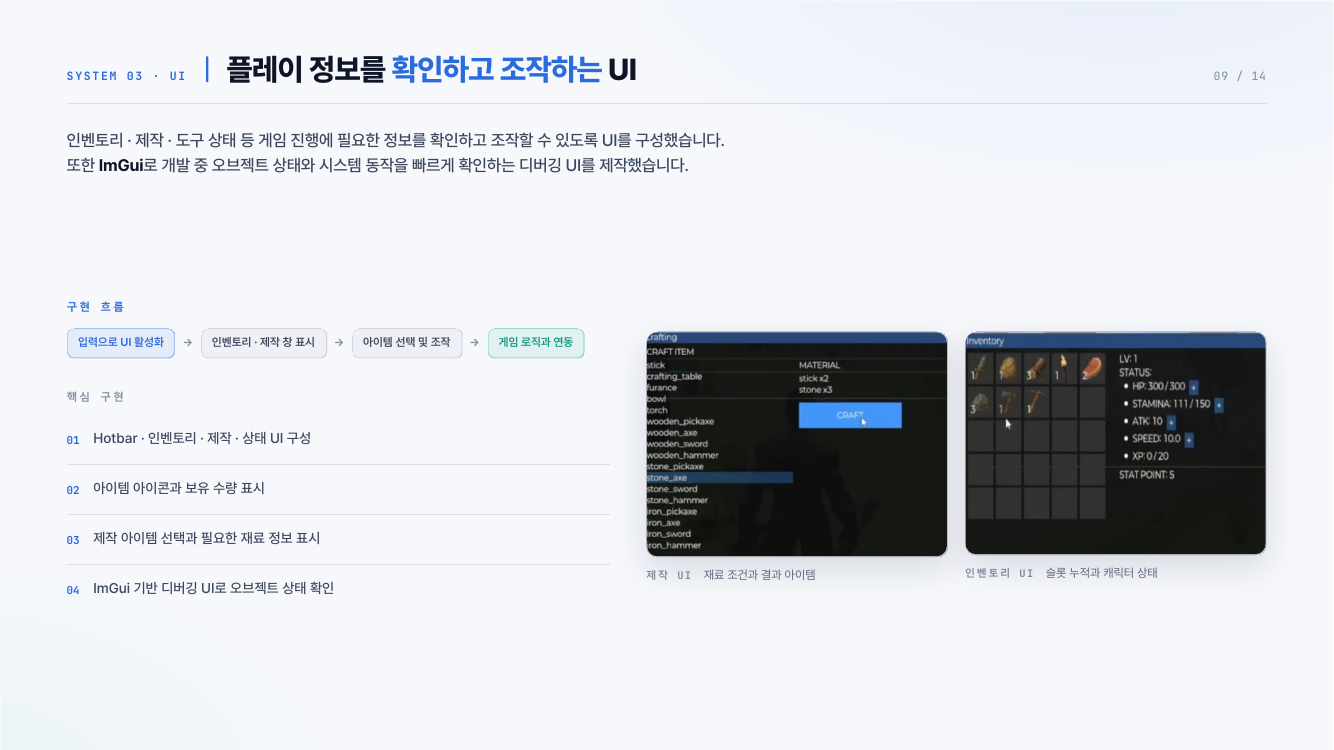 SYSTEM 03 · UI
플레이 정보를 확인하고 조작하는 UI
09 / 14
인벤토리 · 제작 · 도구 상태 등 게임 진행에 필요한 정보를 확인하고 조작할 수 있도록 UI를 구성했습니다.
또한 ImGui로 개발 중 오브젝트 상태와 시스템 동작을 빠르게 확인하는 디버깅 UI를 제작했습니다.
구현 흐름
입력으로 UI 활성화 → 인벤토리 · 제작 창 표시 → 아이템 선택 및 조작 → 게임 로직과 연동
핵심 구현
01 Hotbar · 인벤토리 · 제작 · 상태 UI 구성
02 아이템 아이콘과 보유 수량 표시
03 제작 아이템 선택과 필요한 재료 정보 표시
04 ImGui 기반 디버깅 UI로 오브젝트 상태 확인
Crafting
CRAFT ITEM
stick
crafting_table
furance
bowl
torch
wooden_pickaxe
wooden_axe
wooden_sword
wooden_hammer
stone_pickaxe
stone_axe
stone_sword
stone_hammer
iron_pickaxe
iron_axe
iron_sword
iron_hammer
MATERIAL
stick x2
stone x3
CRAFT
제작 UI 재료 조건과 결과 아이템
Inventory
1 1 1 1 2
3 1 1
LV: 1
STATUS:
• HP: 300 / 300 +
• STAMINA: 111 / 150 +
• ATK: 10 +
• SPEED: 10.0 +
• XP: 0 / 20
STAT POINT: 5
인벤토리 UI 슬롯 누적과 캐릭터 상태